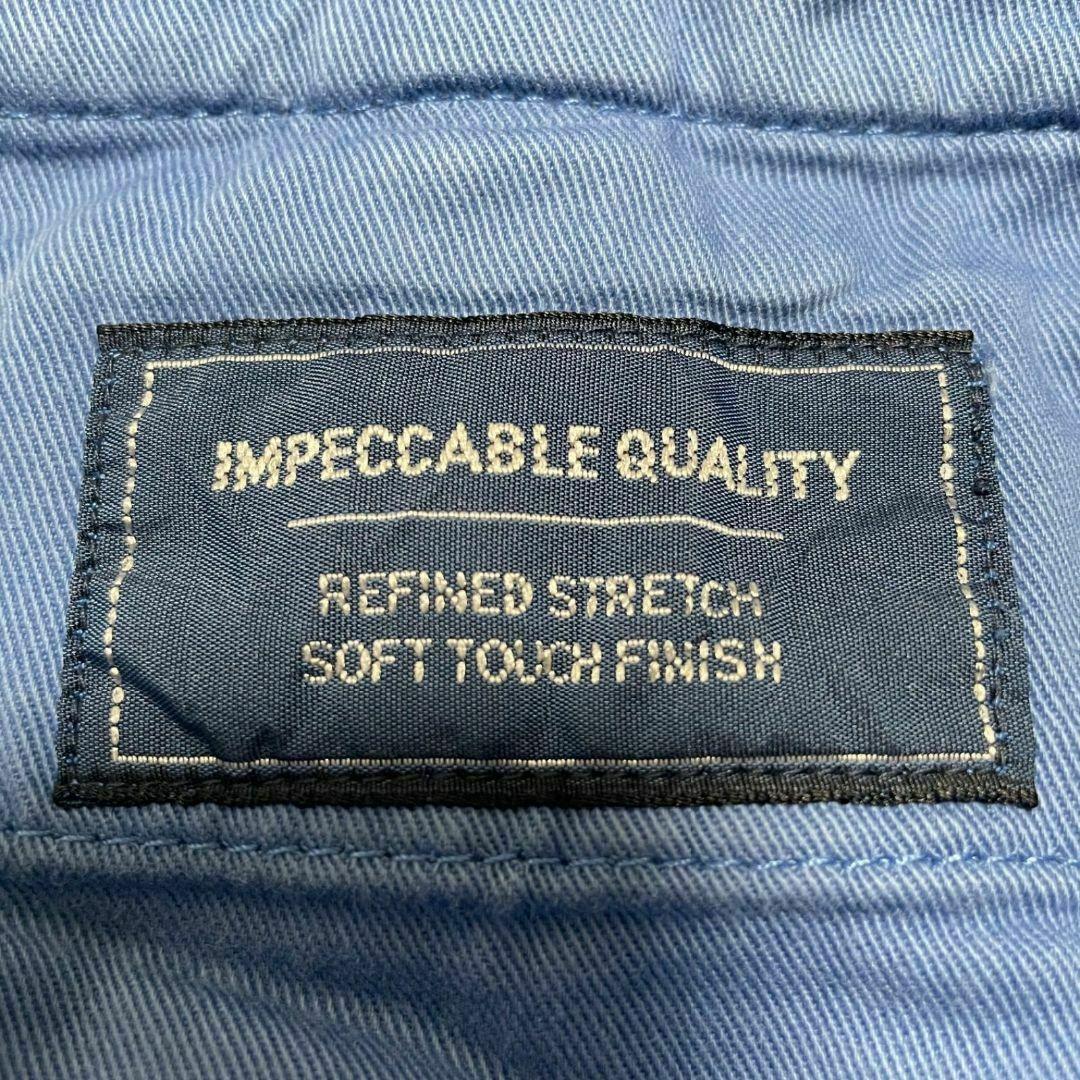 IMPECCABLE QUALITY
REFINED STRETCH
SOFT TOUCH FINISH